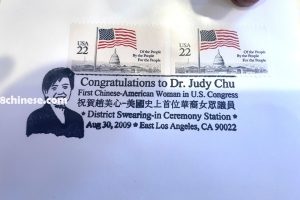 USA
22
Of the People
By the People
For the People
USA
22
Of the People
By the People
For the People
8chinese.com
Congratulations to Dr. Judy Chu
First Chinese-American Woman in U.S. Congress
祝賀趙美心-美國史上首位華裔女眾議員
* District Swearing-in Ceremony Station *
Aug 30, 2009 * East Los Angeles, CA 90022